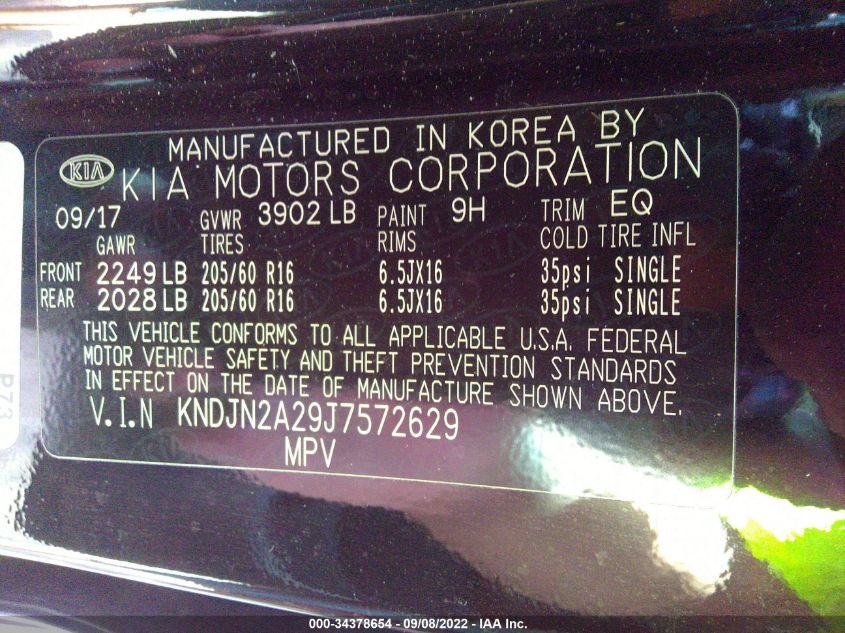 MANUFACTURED IN KOREA BY
KIA KIA MOTORS CORPORATION
09/17 GVWR 3902 LB PAINT 9H TRIM EQ
GAWR TIRES RIMS COLD TIRE INFL
FRONT 2249 LB 205/60 R16 6.5JX16 35psi SINGLE
REAR 2028 LB 205/60 R16 6.5JX16 35psi SINGLE
THIS VEHICLE CONFORMS TO ALL APPLICABLE U.S.A. FEDERAL
MOTOR VEHICLE SAFETY AND THEFT PREVENTION STANDARDS
IN EFFECT ON THE DATE OF MANUFACTURE SHOWN ABOVE.
V.I.N KNDJN2A29J7572629
MPV
P73
000-34378654 - 09/08/2022 - IAA Inc.